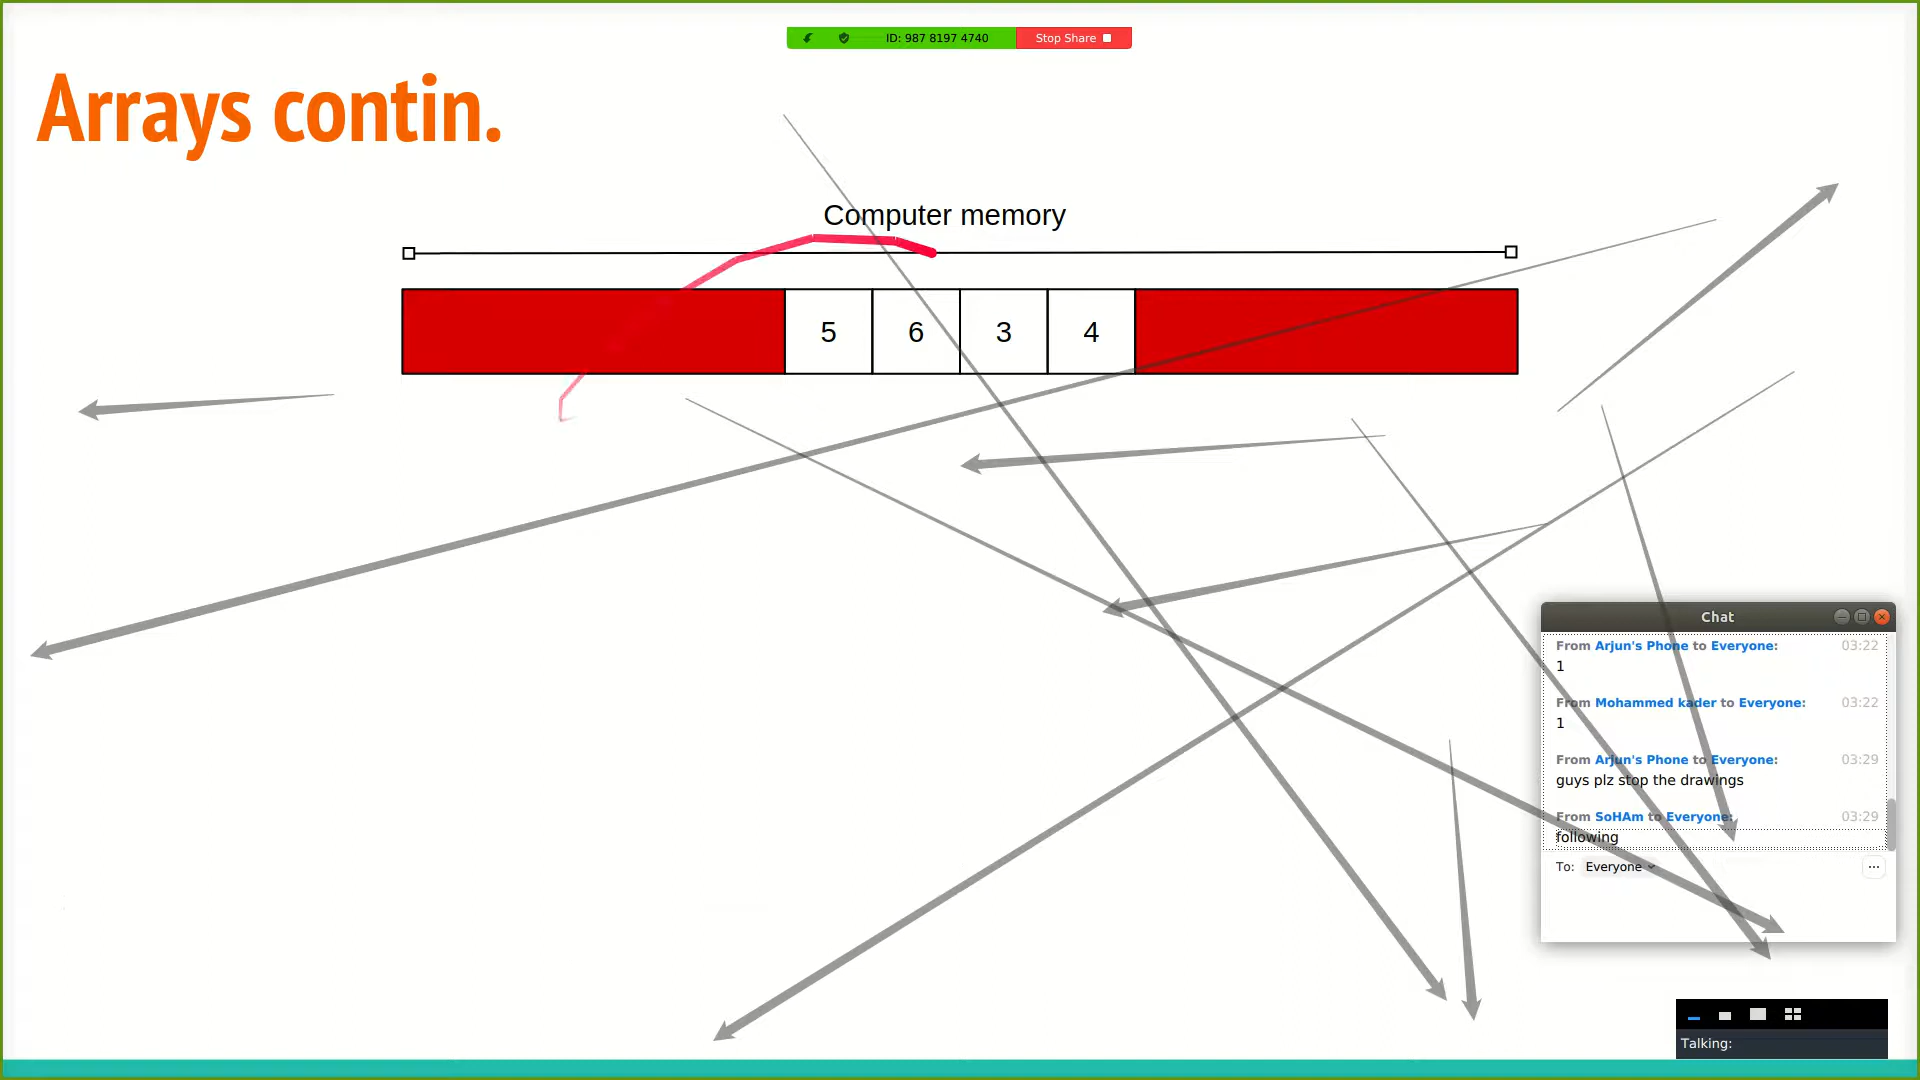 ID: 987 8197 4740 Stop Share
Arrays contin.
Computer memory
5 6 3 4
Chat
From Arjun's Phone to Everyone: 03:22
1
From Mohammed kader to Everyone: 03:22
1
From Arjun's Phone to Everyone: 03:29
guys plz stop the drawings
From SoHAm to Everyone: 03:29
following
To: Everyone
Talking: